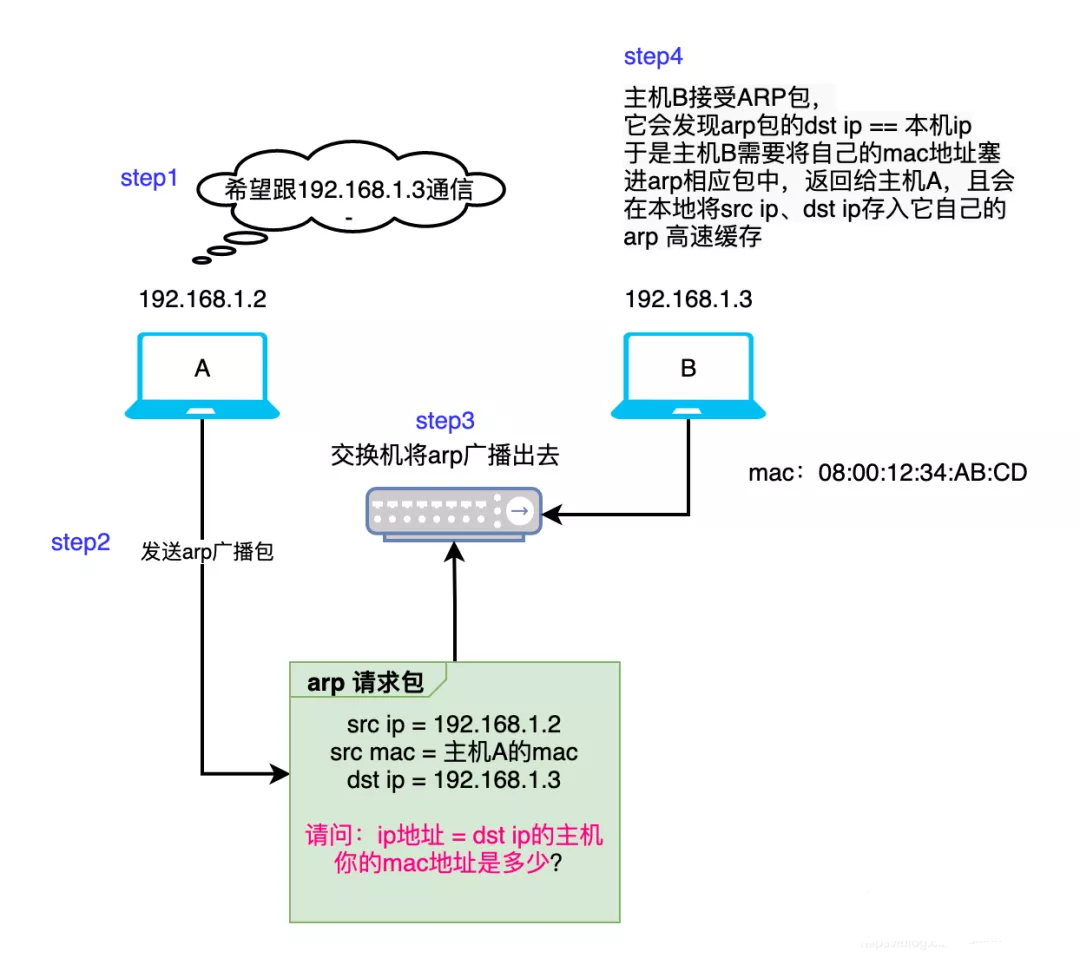 step4
主机B接受ARP包，
它会发现arp包的dst ip == 本机ip
于是主机B需要将自己的mac地址塞
进arp相应包中，返回给主机A，且会
在本地将src ip、dst ip存入它自己的
arp 高速缓存
step1
希望跟192.168.1.3通信
-
192.168.1.2
192.168.1.3
A
B
step3
交换机将arp广播出去
mac：08:00:12:34:AB:CD
step2
发送arp广播包
arp 请求包
src ip = 192.168.1.2
src mac = 主机A的mac
dst ip = 192.168.1.3
请问：ip地址 = dst ip的主机
你的mac地址是多少?